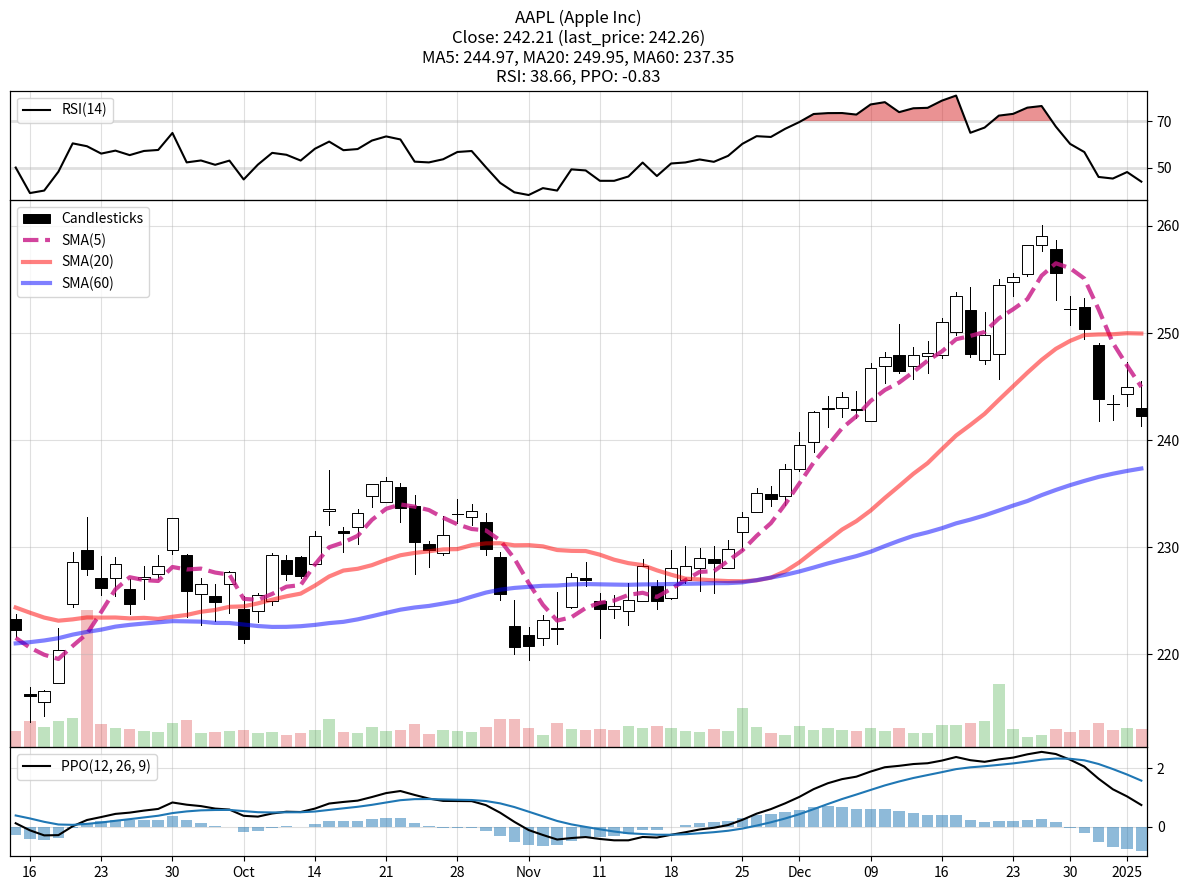 AAPL (Apple Inc)
Close: 242.21 (last_price: 242.26)
MA5: 244.97, MA20: 249.95, MA60: 237.35
RSI: 38.66, PPO: -0.83
RSI(14)
70
50
Candlesticks
SMA(5)
SMA(20)
SMA(60)
260
250
240
230
220
PPO(12, 26, 9)
2
0
16 23 30 Oct 14 21 28 Nov 11 18 25 Dec 09 16 23 30 2025